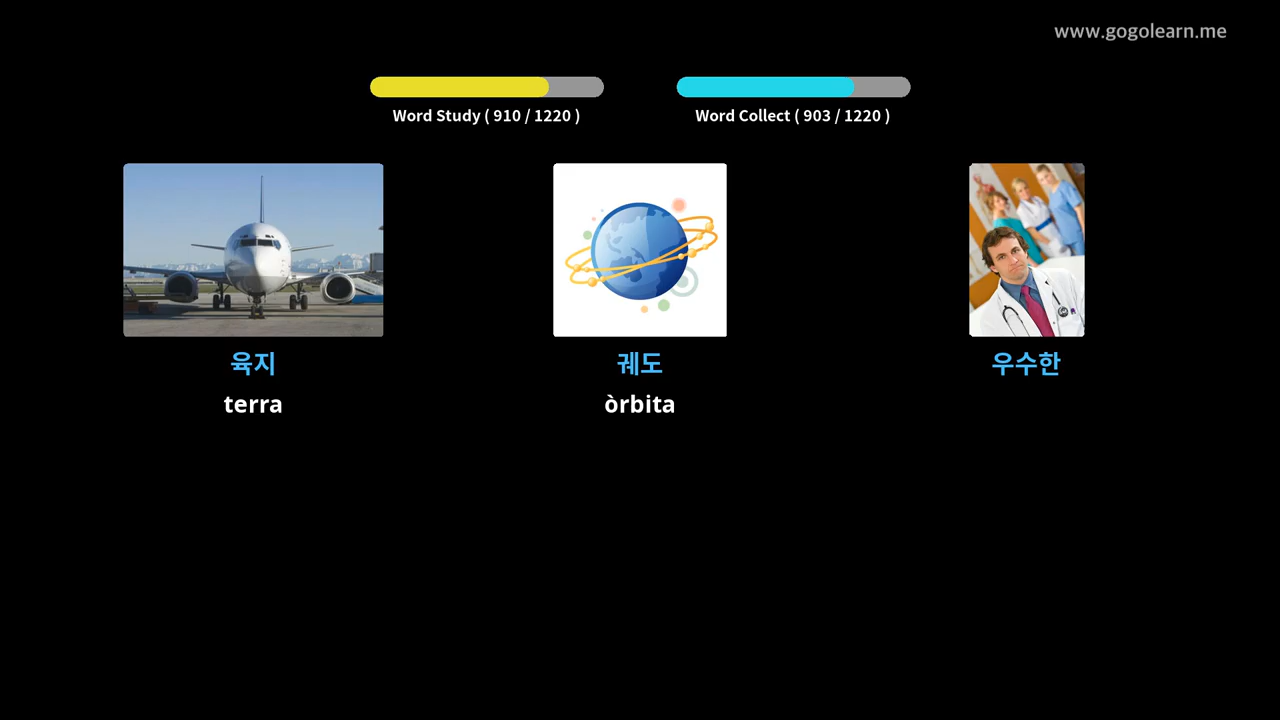 www.gogolearn.me
Word Study ( 910 / 1220 )
Word Collect ( 903 / 1220 )
육지
궤도
우수한
terra
òrbita